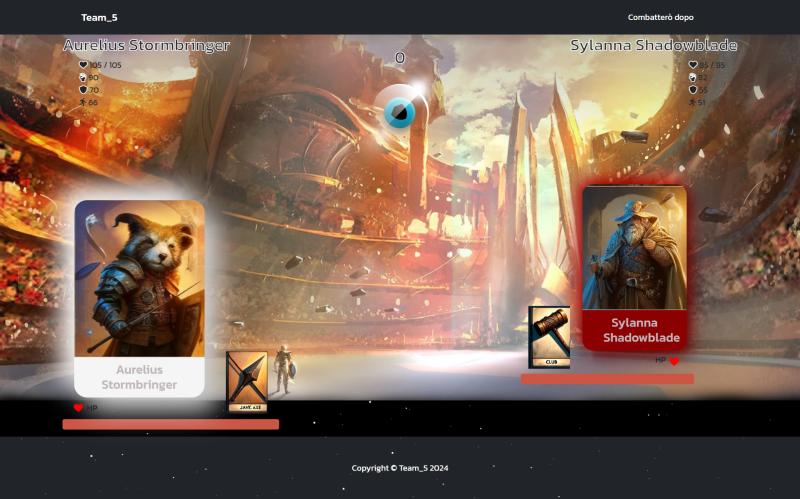 Team_5
Combatterò dopo
Aurelius Stormbringer
Sylanna Shadowblade
0
105 / 105
90
70
66
85 / 85
82
55
51
Sylanna
Shadowblade
CLUB
HP
Aurelius
Stormbringer
HP
Copyright © Team_5 2024